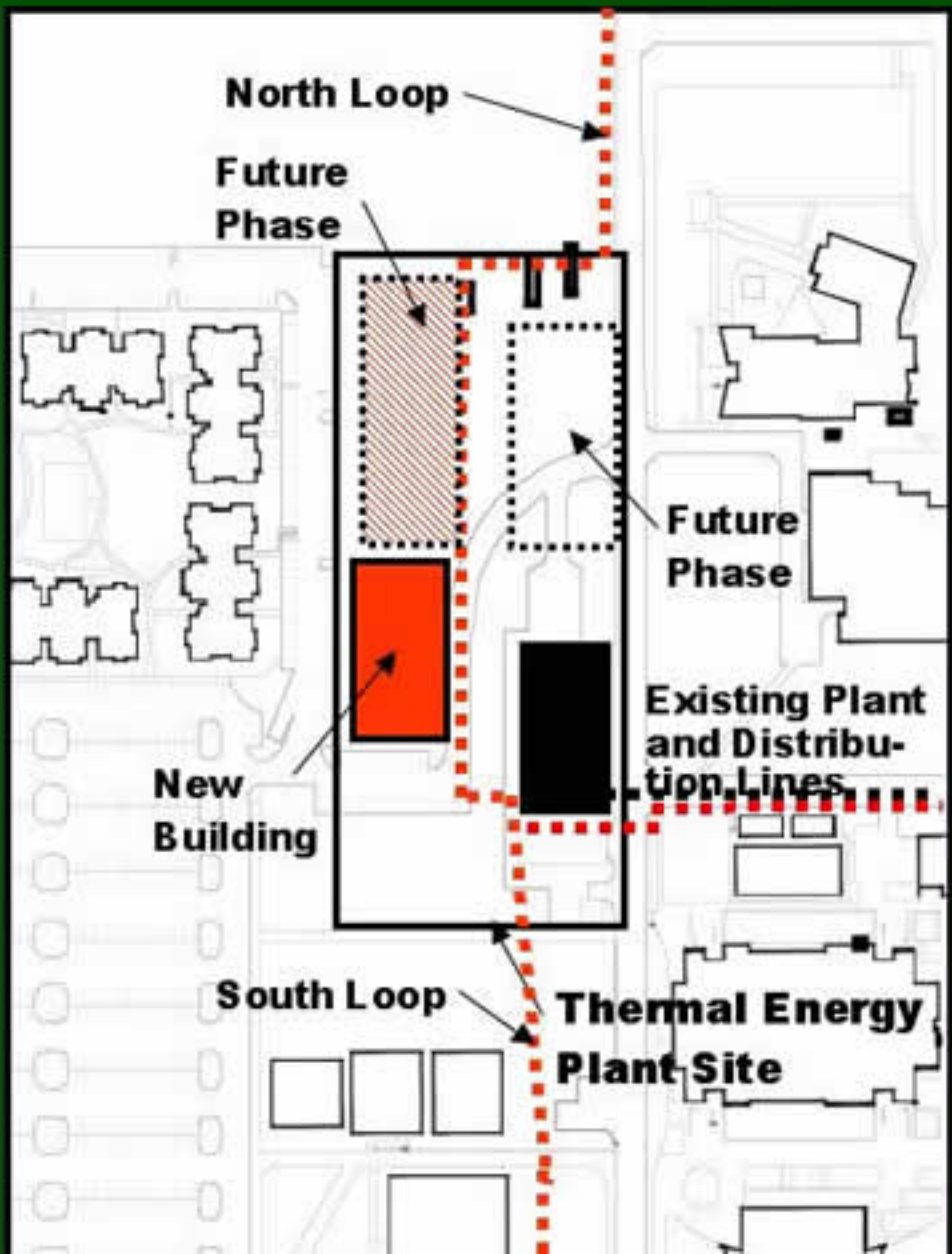 North Loop
Future
Phase
Future
Phase
Existing Plant
and Distribu-
tion Lines
New
Building
South Loop
Thermal Energy
Plant Site